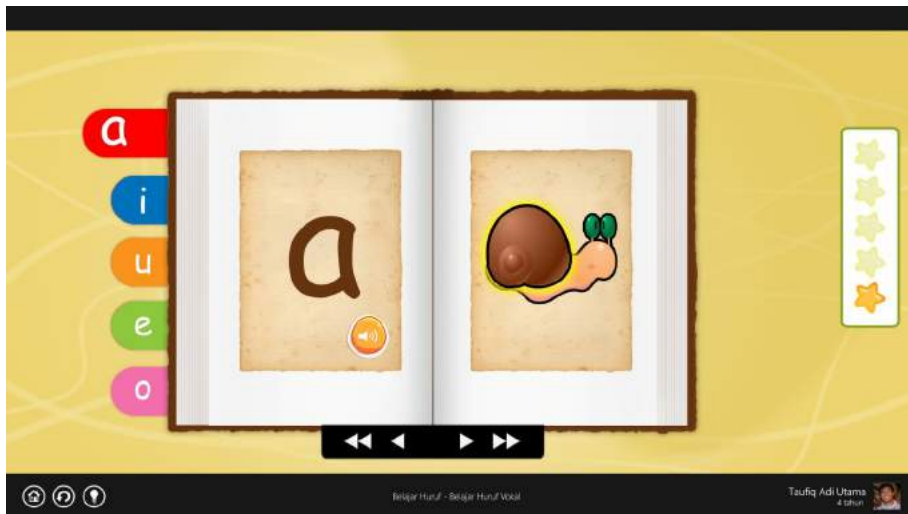 a
i
u
e
o
a
Belajar Huruf - Belajar Huruf Vokal
Taufiq Adi Utama
4 tahun